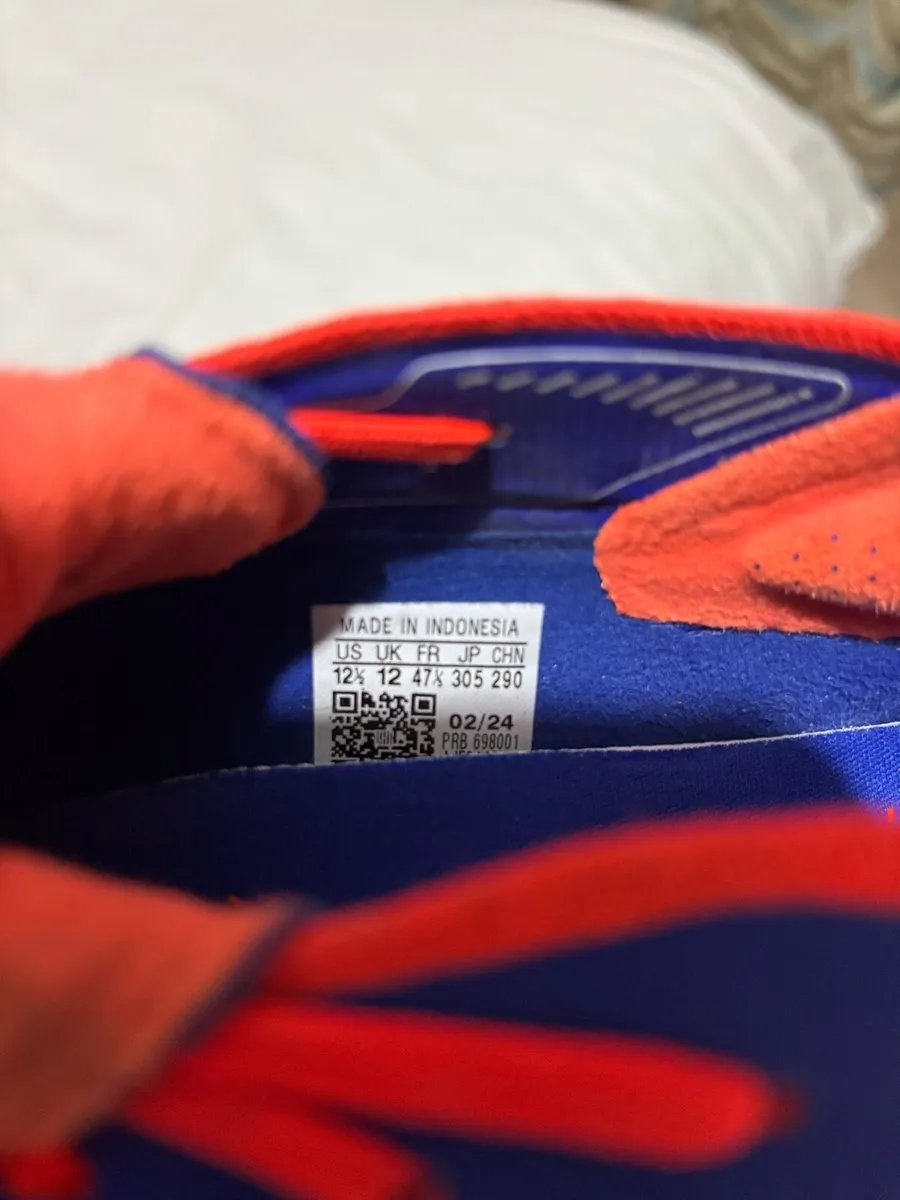 MADE IN INDONESIA
US UK FR JP CHN
12½ 12 47⅓ 305 290
02/24
PRB 698001